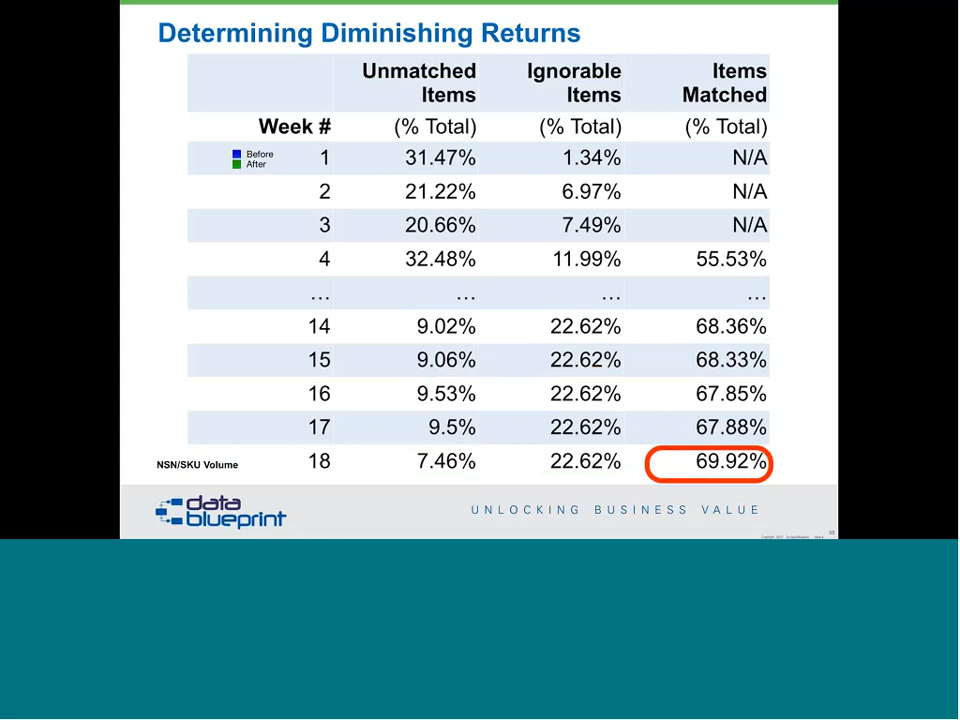 Determining Diminishing Returns
Unmatched Items Ignorable Items Items Matched
Week # (% Total) (% Total) (% Total)
Before
After
1 31.47% 1.34% N/A
2 21.22% 6.97% N/A
3 20.66% 7.49% N/A
4 32.48% 11.99% 55.53%
… … … …
14 9.02% 22.62% 68.36%
15 9.06% 22.62% 68.33%
16 9.53% 22.62% 67.85%
17 9.5% 22.62% 67.88%
NSN/SKU Volume 18 7.46% 22.62% 69.92%
data blueprint
UNLOCKING BUSINESS VALUE